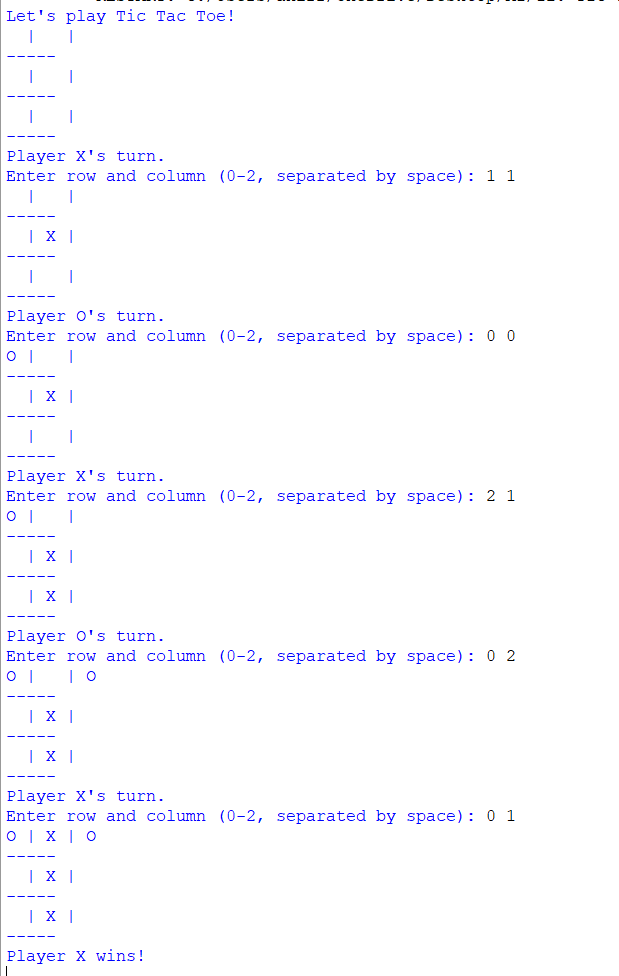 Let's play Tic Tac Toe!
  |   |
-----
  |   |
-----
  |   |
-----
Player X's turn.
Enter row and column (0-2, separated by space): 1 1
  |   |
-----
  | X |
-----
  |   |
-----
Player O's turn.
Enter row and column (0-2, separated by space): 0 0
O |   |
-----
  | X |
-----
  |   |
-----
Player X's turn.
Enter row and column (0-2, separated by space): 2 1
O |   |
-----
  | X |
-----
  | X |
-----
Player O's turn.
Enter row and column (0-2, separated by space): 0 2
O |   | O
-----
  | X |
-----
  | X |
-----
Player X's turn.
Enter row and column (0-2, separated by space): 0 1
O | X | O
-----
  | X |
-----
  | X |
-----
Player X wins!